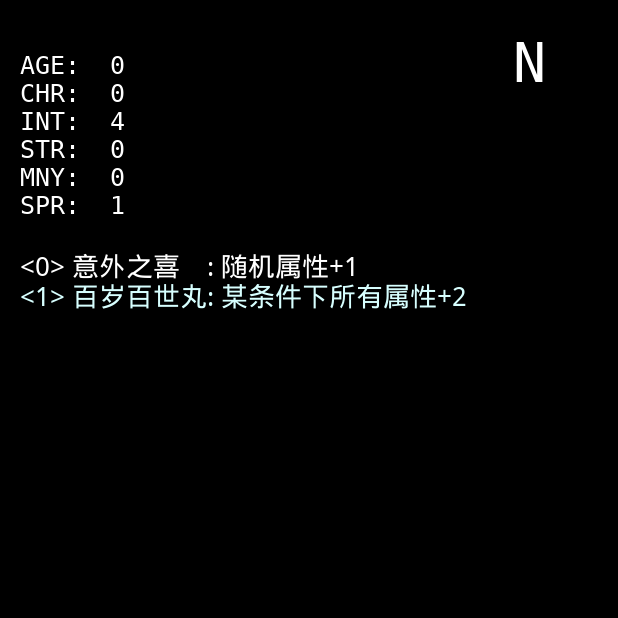 N
AGE: 0
CHR: 0
INT: 4
STR: 0
MNY: 0
SPR: 1
<0> 意外之喜 : 随机属性+1
<1> 百岁百世丸: 某条件下所有属性+2